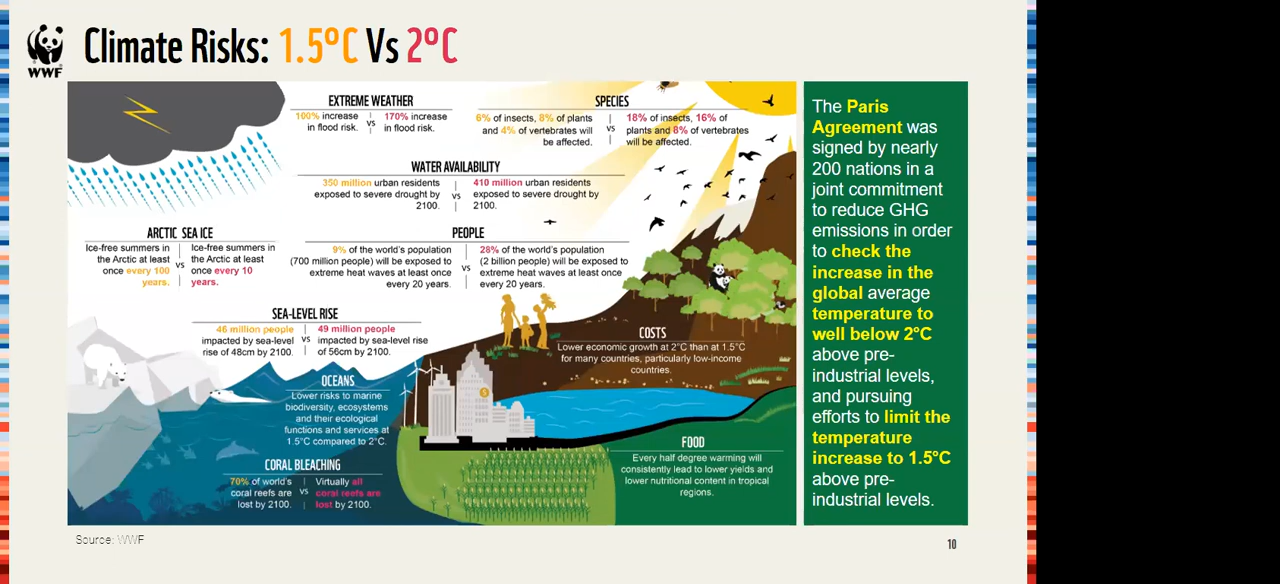 Climate Risks: 1.5°C Vs 2°C
WWF
EXTREME WEATHER
100% increase
in flood risk.
vs
170% increase
in flood risk.
SPECIES
6% of insects, 8% of plants
and 4% of vertebrates will
be affected.
vs
18% of insects, 16% of
plants and 8% of vertebrates
will be affected.
WATER AVAILABILITY
350 million urban residents
exposed to severe drought by
2100.
vs
410 million urban residents
exposed to severe drought by
2100.
ARCTIC SEA ICE
Ice-free summers in
the Arctic at least
once every 100
years.
vs
Ice-free summers in
the Arctic at least
once every 10
years.
PEOPLE
9% of the world's population
(700 million people) will be exposed to
extreme heat waves at least once
every 20 years.
vs
28% of the world's population
(2 billion people) will be exposed to
extreme heat waves at least once
every 20 years.
SEA-LEVEL RISE
46 million people
impacted by sea-level
rise of 48cm by 2100.
vs
49 million people
impacted by sea-level rise
of 56cm by 2100.
COSTS
Lower economic growth at 2°C than at 1.5°C
for many countries, particularly low-income
countries.
OCEANS
Lower risks to marine
biodiversity, ecosystems
and their ecological
functions and services at
1.5°C compared to 2°C.
$
FOOD
Every half degree warming will
consistently lead to lower yields and
lower nutritional content in tropical
regions.
CORAL BLEACHING
70% of world's
coral reefs are
lost by 2100.
vs
Virtually all
coral reefs are
lost by 2100.
The Paris
Agreement was
signed by nearly
200 nations in a
joint commitment
to reduce GHG
emissions in order
to check the
increase in the
global average
temperature to
well below 2°C
above pre-
industrial levels,
and pursuing
efforts to limit the
temperature
increase to 1.5°C
above pre-
industrial levels.
Source: WWF
10